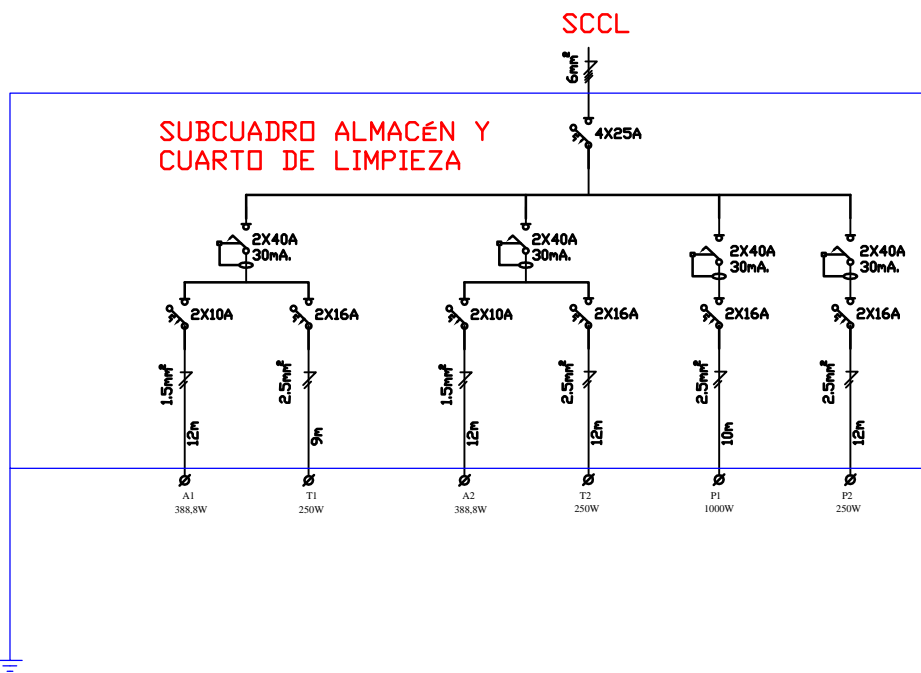 SCCL
6mm²
SUBCUADRO ALMACÉN Y
CUARTO DE LIMPIEZA
4X25A
2X40A
30mA.
2X40A
30mA.
2X40A
30mA.
2X40A
30mA.
2X10A
2X16A
2X10A
2X16A
2X16A
2X16A
1.5mm²
2.5mm²
1.5mm²
2.5mm²
2.5mm²
2.5mm²
12m
9m
12m
12m
10m
12m
A1
388,8W
T1
250W
A2
388,8W
T2
250W
P1
1000W
P2
250W